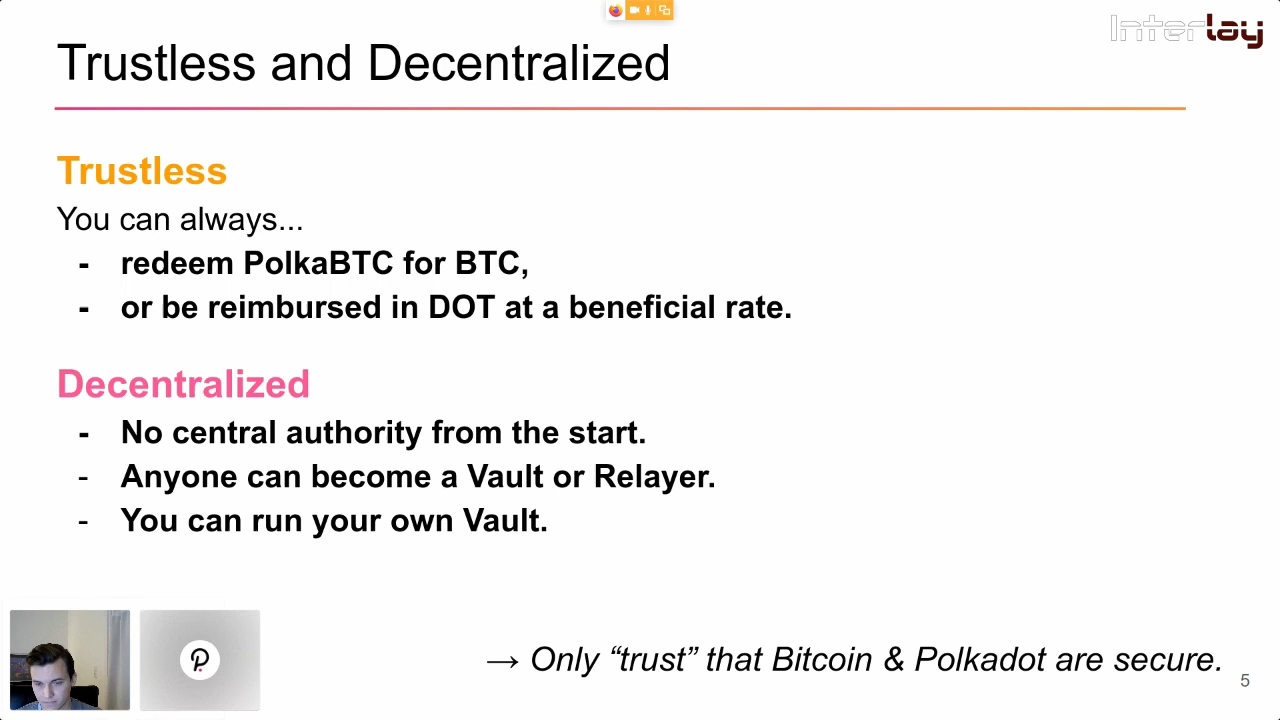 Interlay
Trustless and Decentralized
Trustless
You can always...
- redeem PolkaBTC for BTC,
- or be reimbursed in DOT at a beneficial rate.
Decentralized
- No central authority from the start.
- Anyone can become a Vault or Relayer.
- You can run your own Vault.
→ Only “trust” that Bitcoin & Polkadot are secure.
5